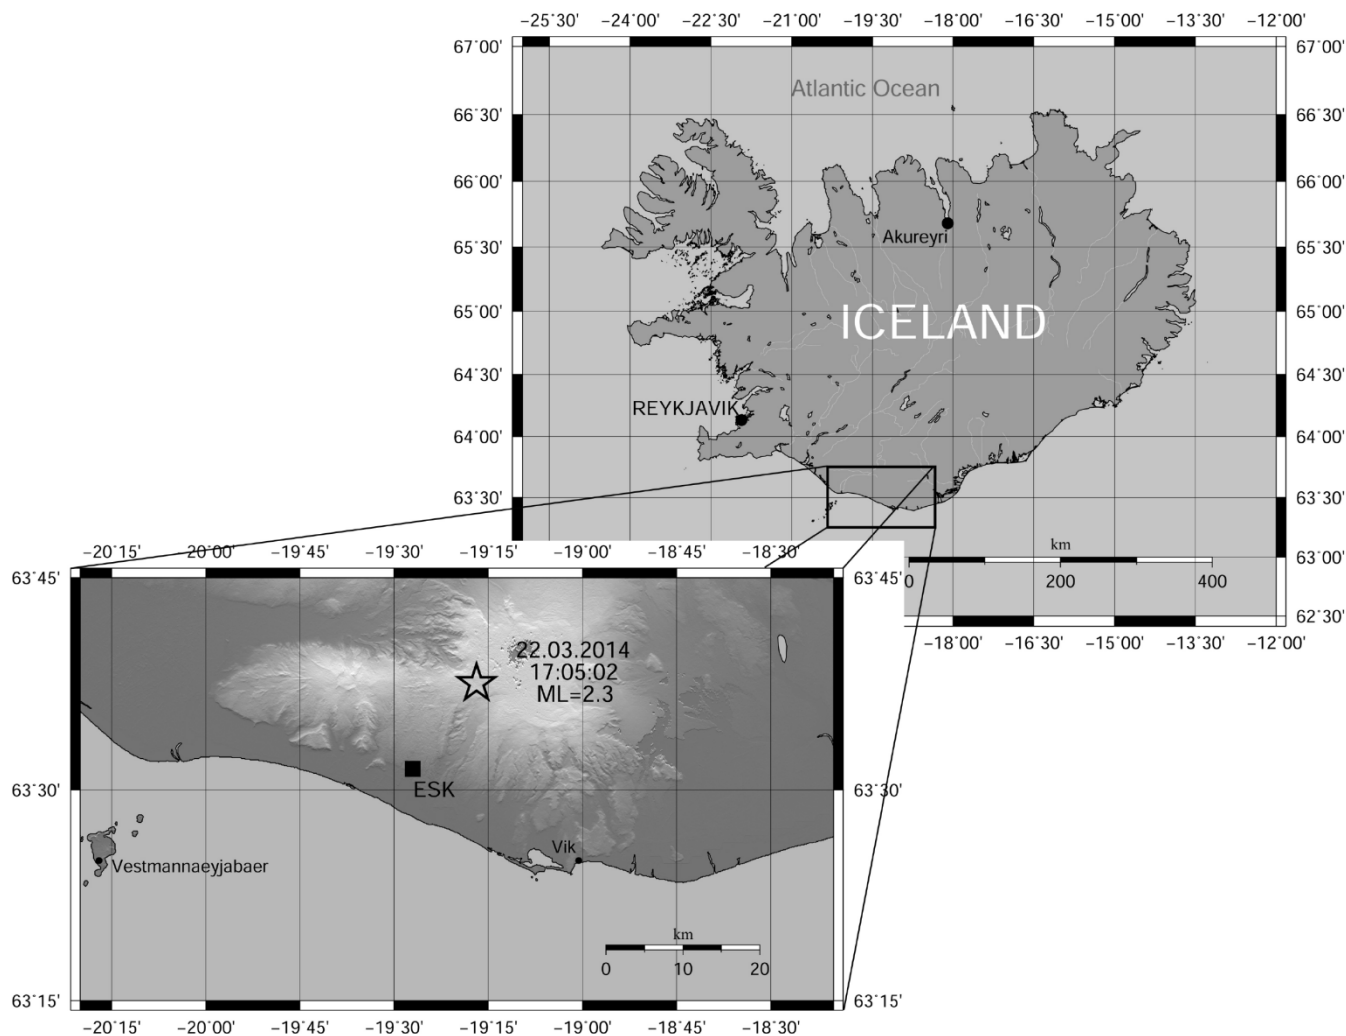 -25˚30' -24˚00' -22˚30' -21˚00' -19˚30' -18˚00' -16˚30' -15˚00' -13˚30' -12˚00'
67˚00' 67˚00'
Atlantic Ocean
66˚30' 66˚30'
66˚00' 66˚00'
Akureyri
65˚30' 65˚30'
ICELAND
65˚00' 65˚00'
64˚30' 64˚30'
REYKJAVIK
64˚00' 64˚00'
63˚30' 63˚30'
km
63˚00'
0 200 400
62˚30'
-18˚00' -16˚30' -15˚00' -13˚30' -12˚00'
-20˚15' -20˚00' -19˚45' -19˚30' -19˚15' -19˚00' -18˚45' -18˚30'
63˚45' 63˚45'
22.03.2014
17:05:02
ML=2.3
ESK
63˚30' 63˚30'
Vik
Vestmannaeyjabaer
km
0 10 20
63˚15' 63˚15'
-20˚15' -20˚00' -19˚45' -19˚30' -19˚15' -19˚00' -18˚45' -18˚30'